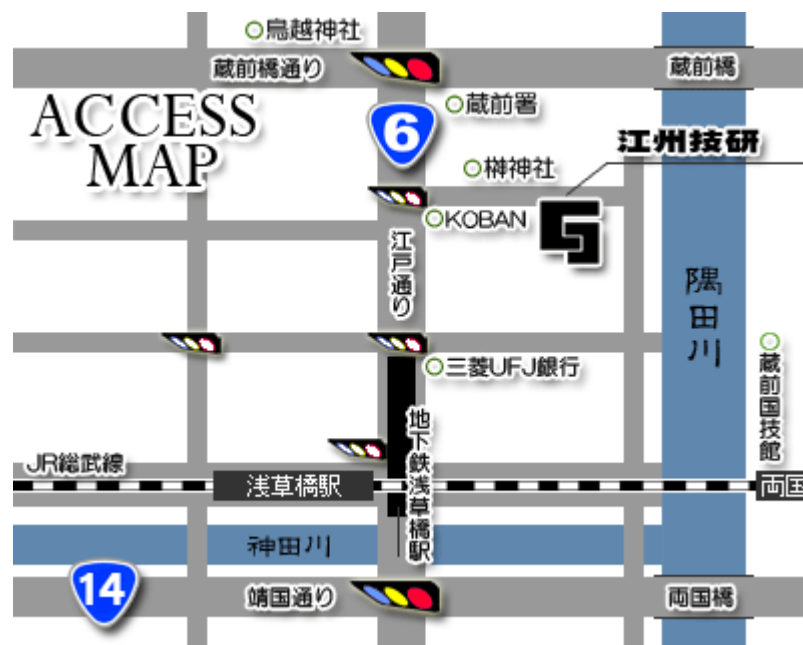 鳥越神社
蔵前橋通り
蔵前橋
ACCESS
MAP
6
蔵前署
江州技研
榊神社
KOBAN
江戸通り
隅田川
三菱UFJ銀行
蔵前国技館
地下鉄浅草橋駅
JR総武線
浅草橋駅
両国
神田川
14
靖国通り
両国橋